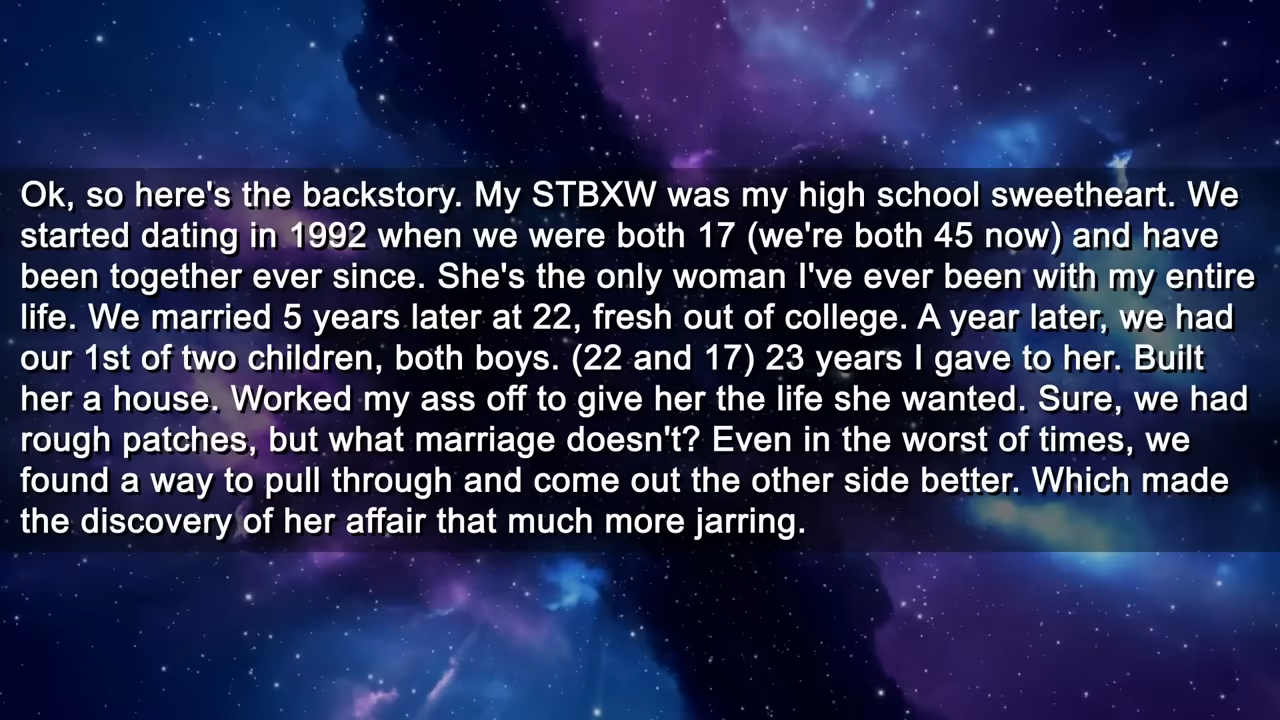 Ok, so here's the backstory. My STBXW was my high school sweetheart. We
started dating in 1992 when we were both 17 (we're both 45 now) and have
been together ever since. She's the only woman I've ever been with my entire
life. We married 5 years later at 22, fresh out of college. A year later, we had
our 1st of two children, both boys. (22 and 17) 23 years I gave to her. Built
her a house. Worked my ass off to give her the life she wanted. Sure, we had
rough patches, but what marriage doesn't? Even in the worst of times, we
found a way to pull through and come out the other side better. Which made
the discovery of her affair that much more jarring.